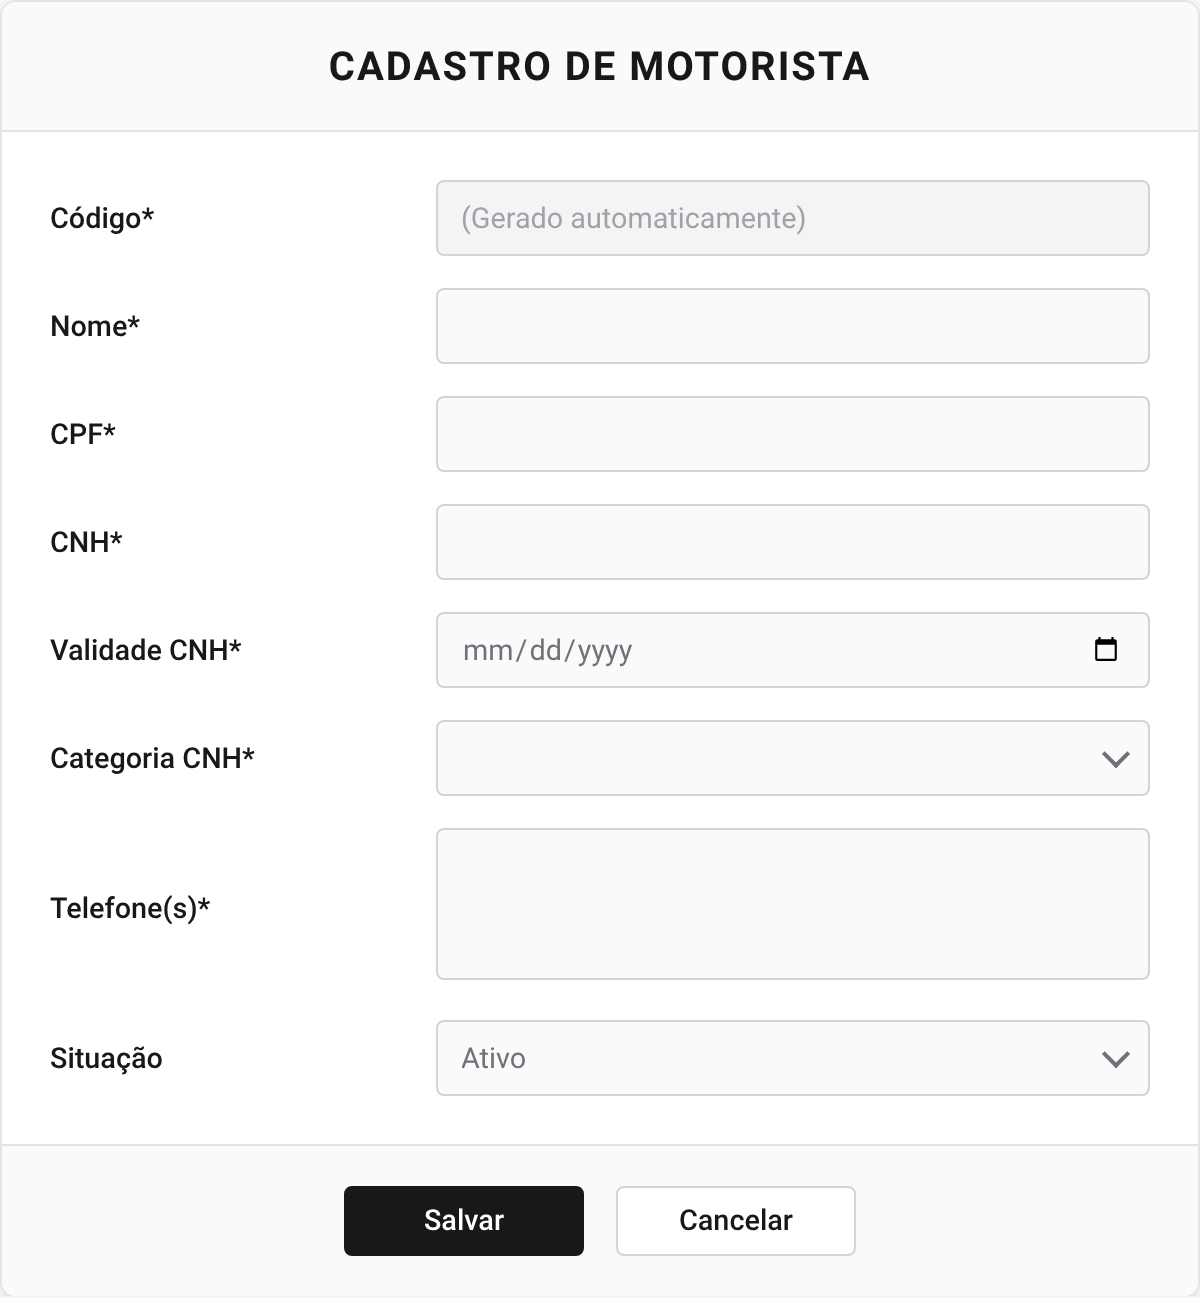 CADASTRO DE MOTORISTA
Código*
(Gerado automaticamente)
Nome*
CPF*
CNH*
Validade CNH*
mm/dd/yyyy
Categoria CNH*
Telefone(s)*
Situação
Ativo
Salvar
Cancelar